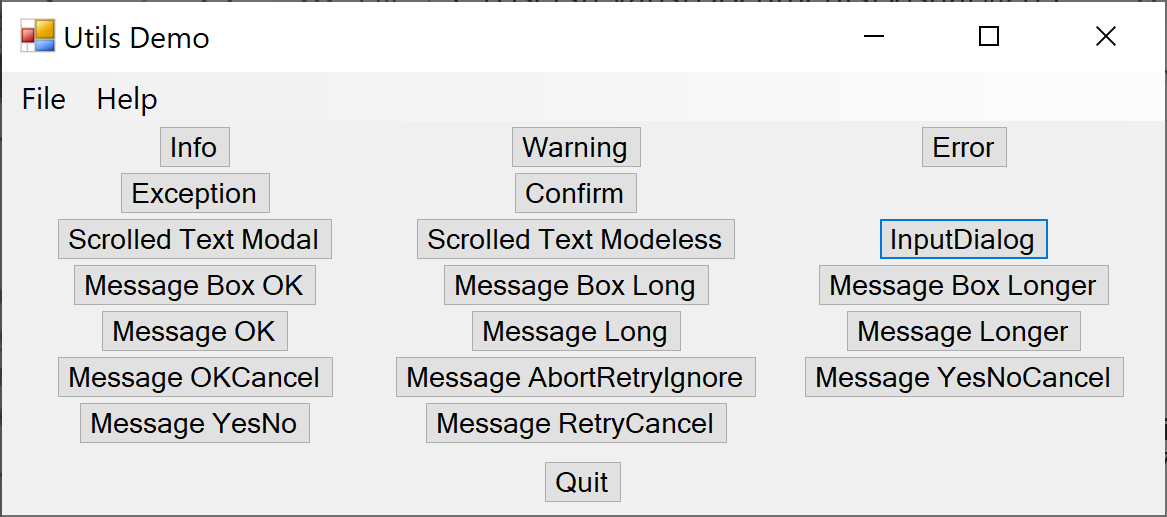 Utils Demo
File Help
Info Warning Error
Exception Confirm
Scrolled Text Modal Scrolled Text Modeless InputDialog
Message Box OK Message Box Long Message Box Longer
Message OK Message Long Message Longer
Message OKCancel Message AbortRetryIgnore Message YesNoCancel
Message YesNo Message RetryCancel
Quit